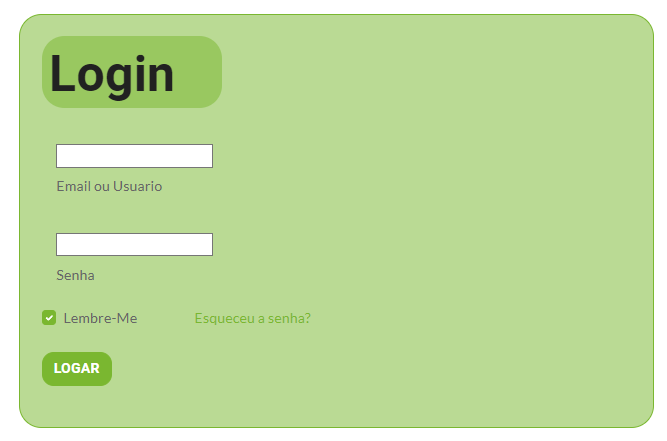 Login
Email ou Usuario
Senha
Lembre-Me Esqueceu a senha?
LOGAR